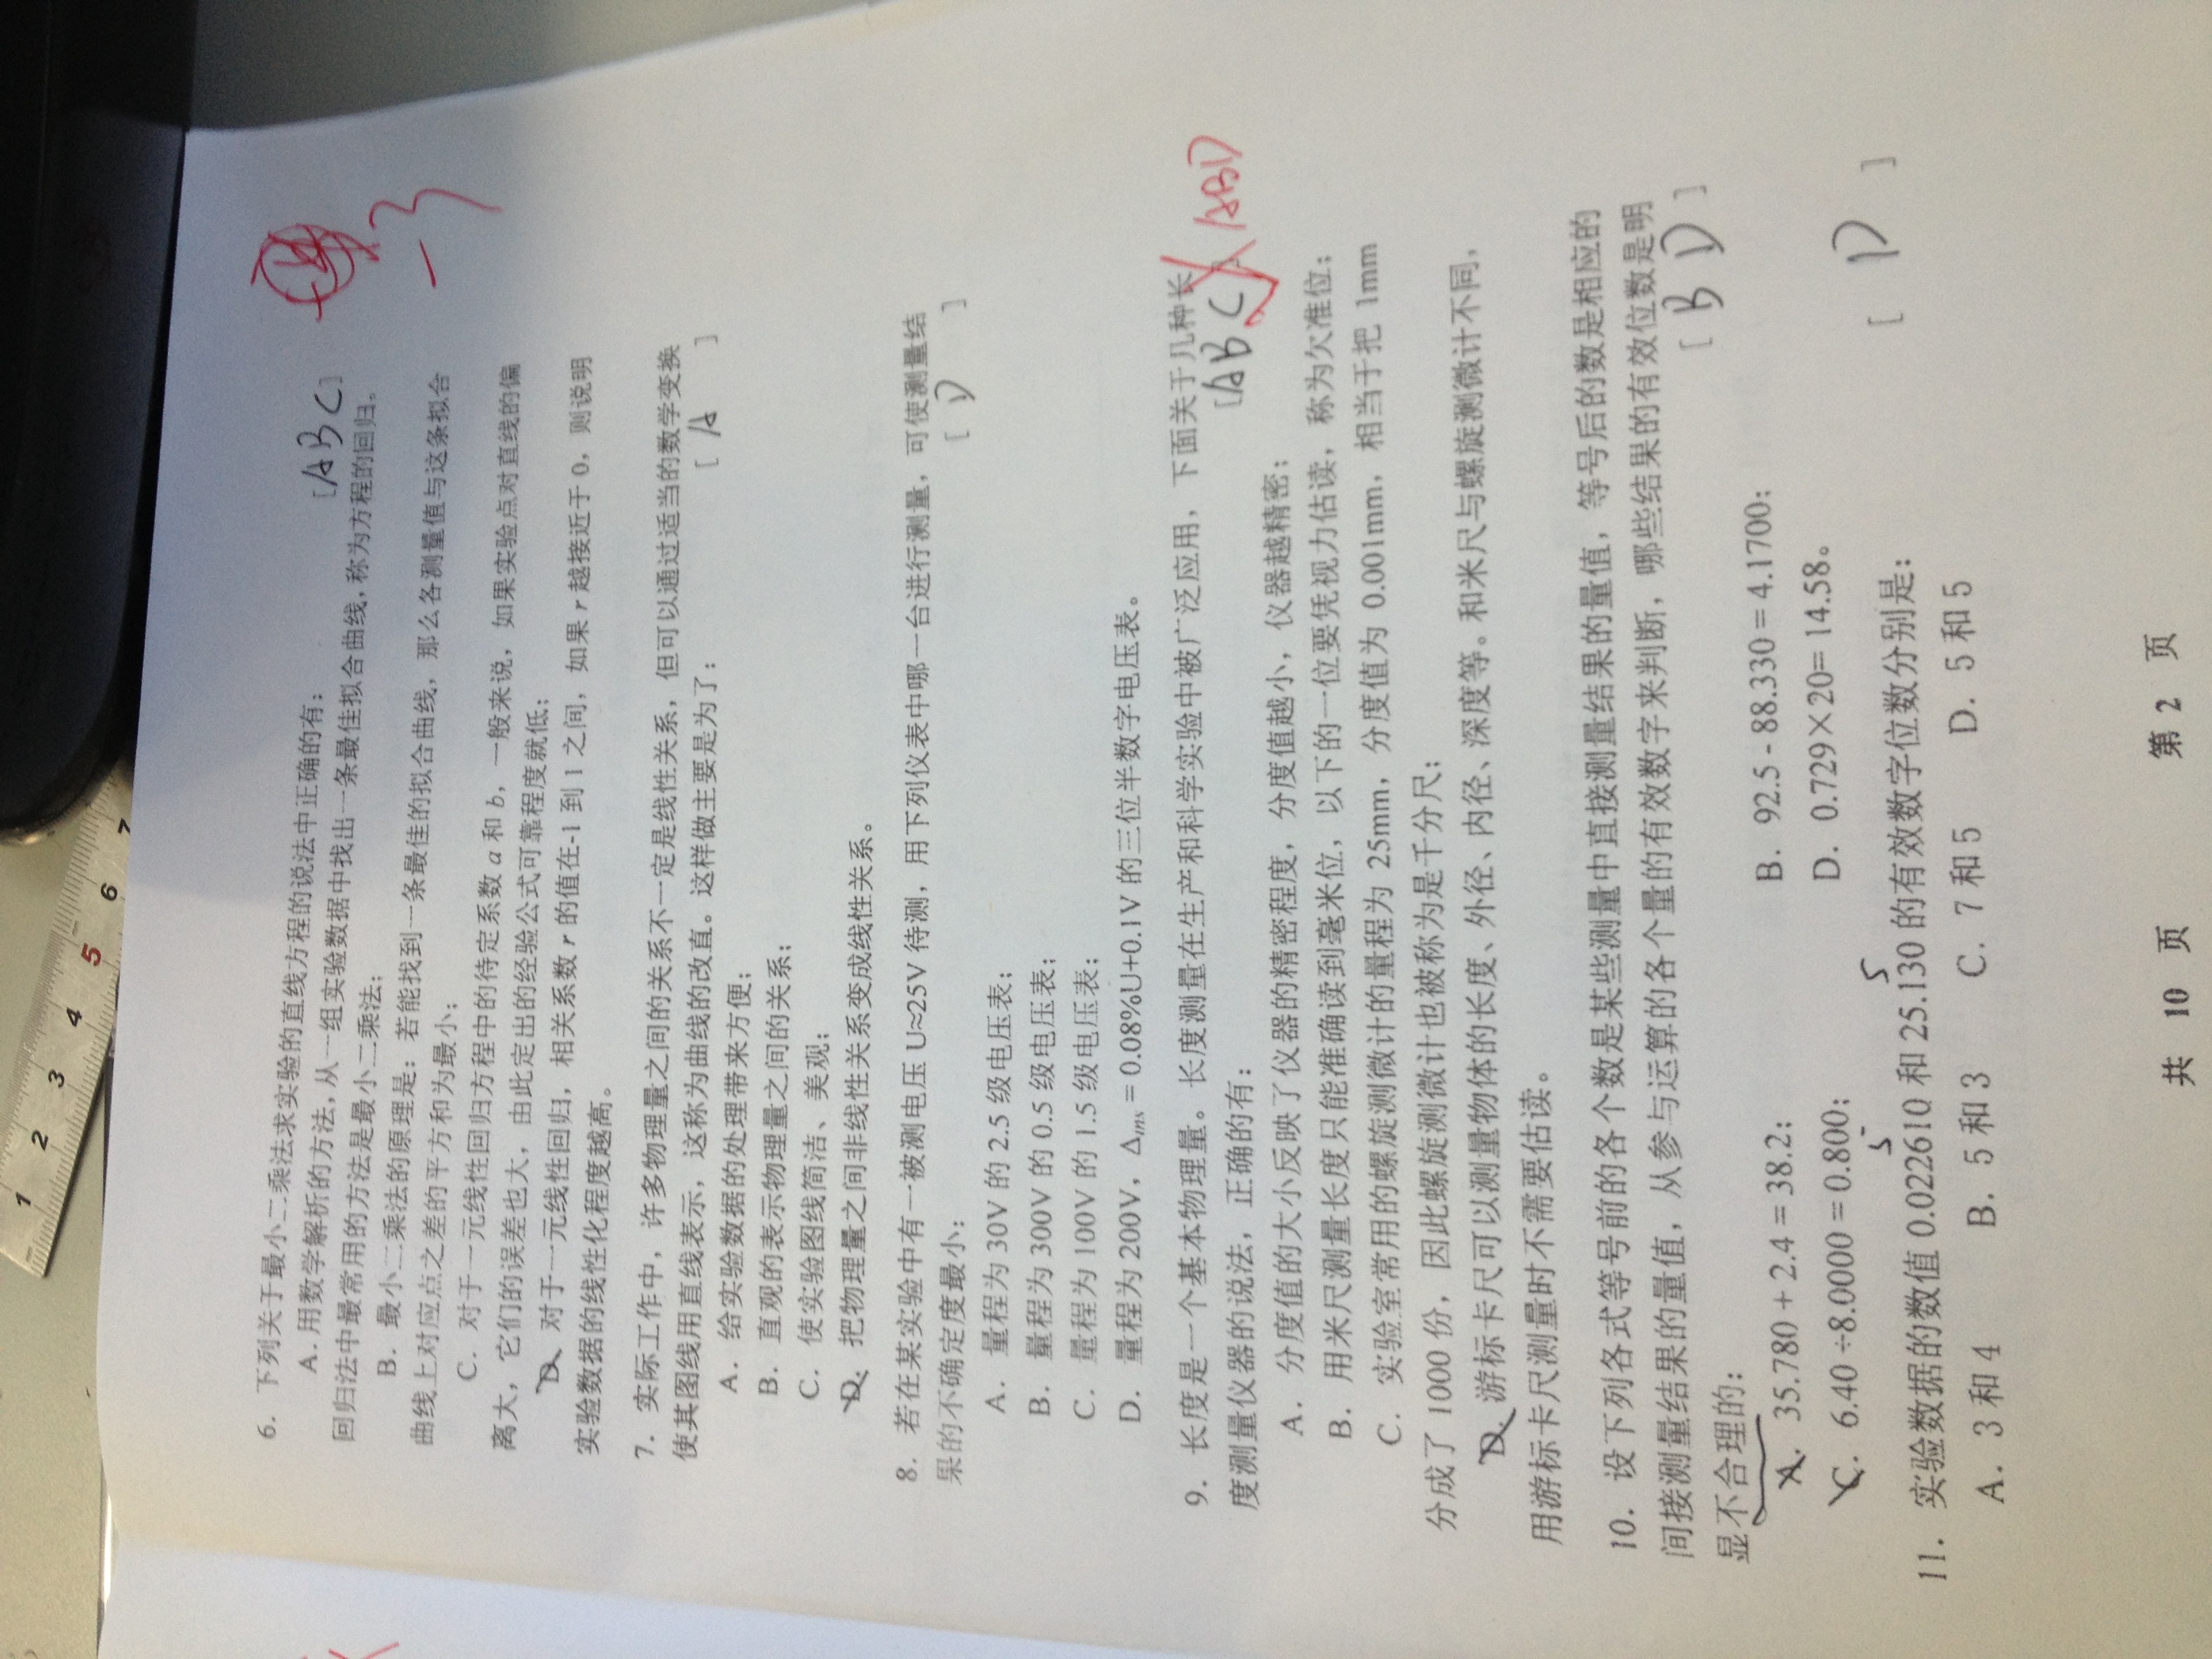 1 2 3 4 5 6 7
6. 下列关于最小二乘法求实验的直线方程的说法中正确的有:
[ABC]
A. 用数学解析的方法,从一组实验数据中找出一条最佳拟合曲线,称为方程的回归。
回归法中最常用的方法是最小二乘法;
-3
B. 最小二乘法的原理是:若能找到一条最佳的拟合曲线,那么各测量值与这条拟合
曲线上对应点之差的平方和为最小;
C. 对于一元线性回归方程中的待定系数 a 和 b,一般来说,如果实验点对直线的偏
离大,它们的误差也大,由此定出的经验公式可靠程度就低;
D. 对于一元线性回归,相关系数 r 的值在-1 到 1 之间,如果 r 越接近于 0,则说明
实验数据的线性化程度越高。
7. 实际工作中,许多物理量之间的关系不一定是线性关系,但可以通过适当的数学变换
使其图线用直线表示,这称为曲线的改直。这样做主要是为了: [ A ]
A. 给实验数据的处理带来方便;
B. 直观的表示物理量之间的关系;
C. 使实验图线简洁、美观;
D. 把物理量之间非线性关系变成线性关系。
8. 若在某实验中有一被测电压 U≈25V 待测,用下列仪表中哪一台进行测量,可使测量结
果的不确定度最小: [ D ]
A. 量程为 30V 的 2.5 级电压表;
B. 量程为 300V 的 0.5 级电压表;
C. 量程为 100V 的 1.5 级电压表;
D. 量程为 200V,Δins = 0.08%U+0.1V 的三位半数字电压表。
9. 长度是一个基本物理量。长度测量在生产和科学实验中被广泛应用,下面关于几种长
度测量仪器的说法,正确的有: [ABC] ABD
A. 分度值的大小反映了仪器的精密程度,分度值越小,仪器越精密;
B. 用米尺测量长度只能准确读到毫米位,以下的一位要凭视力估读,称为欠准位;
C. 实验室常用的螺旋测微计的量程为 25mm,分度值为 0.001mm,相当于把 1mm
分成了 1000 份,因此螺旋测微计也被称为是千分尺;
D. 游标卡尺可以测量物体的长度、外径、内径、深度等。和米尺与螺旋测微计不同,
用游标卡尺测量时不需要估读。
10. 设下列各式等号前的各个数是某些测量中直接测量结果的量值,等号后的数是相应的
间接测量结果的量值,从参与运算的各个量的有效数字来判断,哪些结果的有效位数是明
显不合理的: [ B D ]
A. 35.780 + 2.4 = 38.2; B. 92.5 - 88.330 = 4.1700;
C. 6.40 ÷8.0000 = 0.800; D. 0.729×20= 14.58。
5 5
11. 实验数据的数值 0.022610 和 25.130 的有效数字位数分别是: [ D ]
A. 3 和 4 B. 5 和 3 C. 7 和 5 D. 5 和 5
共 10 页 第 2 页